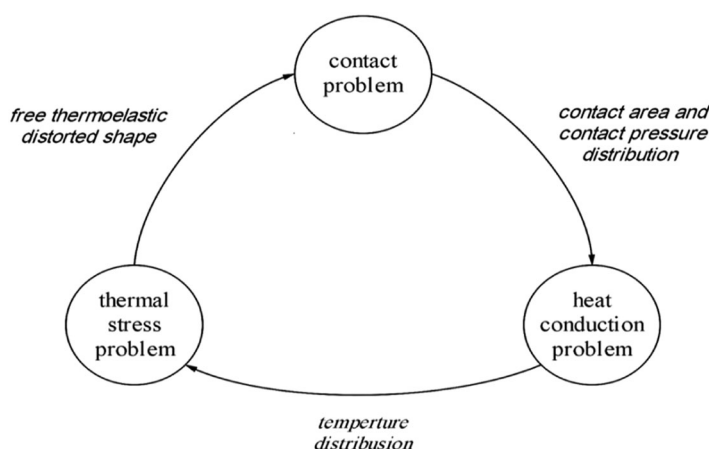 contact
problem
free thermoelastic
distorted shape
contact area and
contact pressure
distribution
thermal
stress
problem
heat
conduction
problem
temperture
distribusion